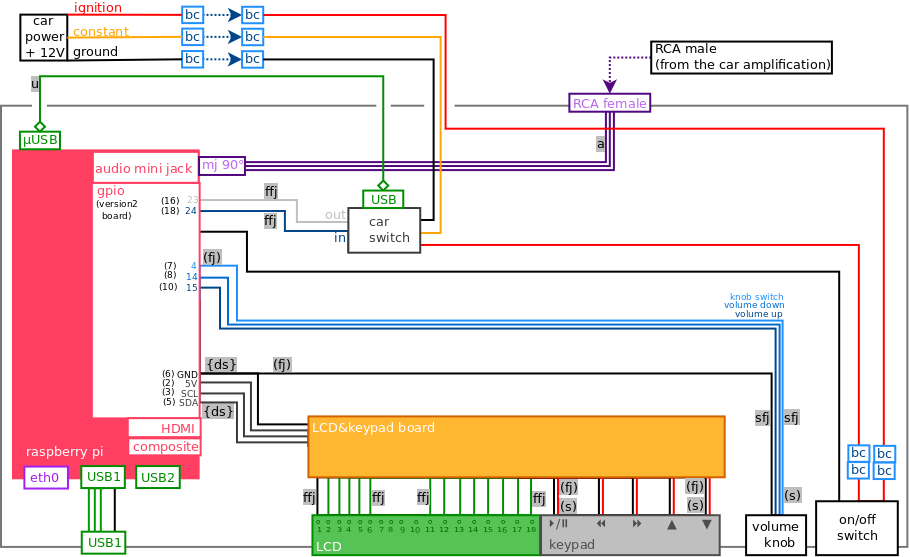 ignition
car
power
+ 12V
constant
ground
bc
bc
bc
bc
bc
bc
RCA male
(from the car amplification)
u
RCA female
µUSB
a
audio mini jack
mj 90°
gpio
(version2
board)
(16) 23
(18) 24
ffj
ffj
USB
out
in
car
switch
(fj)
(7) 4
(8) 14
(10) 15
knob switch
volume down
volume up
{ds}
(fj)
(6) GND
(2) 5V
(3) SCL
(5) SDA
{ds}
HDMI
composite
raspberry pi
eth0
USB1
USB2
USB1
LCD&keypad board
sfj
sfj
bc
bc
bc
bc
ffj
ffj
ffj
ffj
(fj)
(s)
(fj)
(s)
(s)
1 2 3 4 5 6 7 8 9 10 11 12 13 14 15 16 17 18
LCD
keypad
volume
knob
on/off
switch